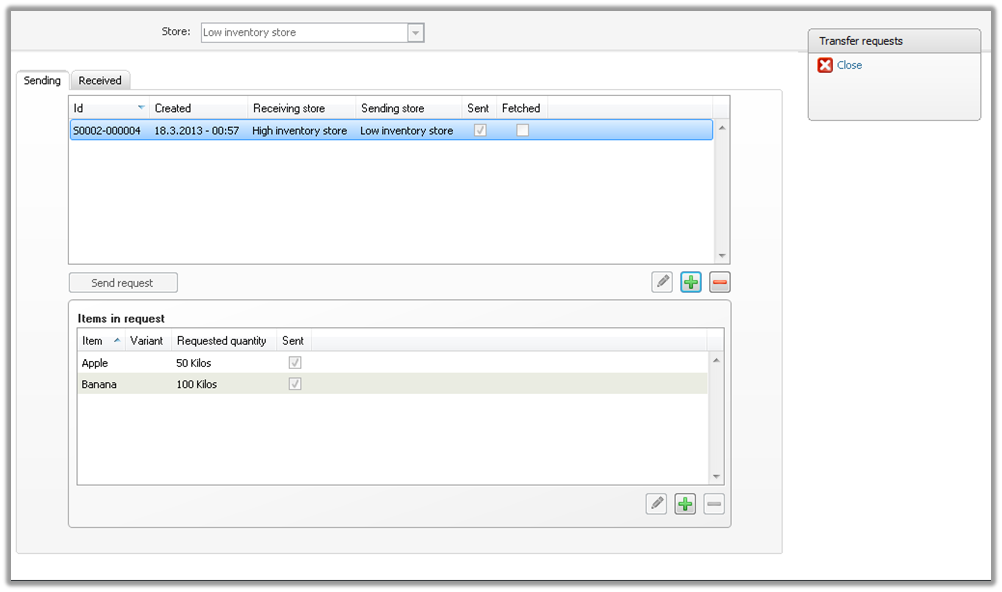 Store: Low inventory store
Transfer requests
Close
Sending Received
Id Created Receiving store Sending store Sent Fetched
S0002-000004 18.3.2013 - 00:57 High inventory store Low inventory store
Send request
Items in request
Item Variant Requested quantity Sent
Apple 50 Kilos
Banana 100 Kilos